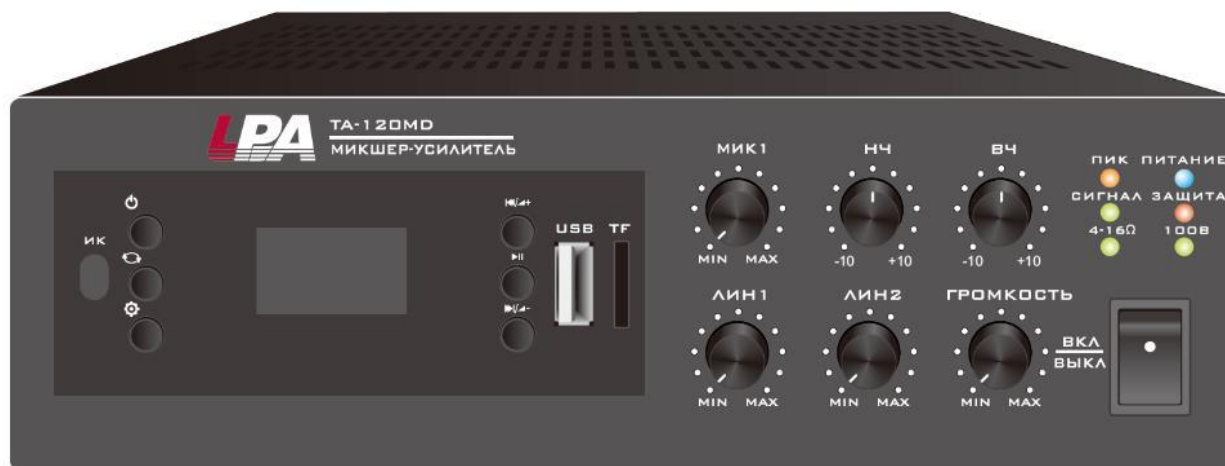 LPA
TA-120MD
МИКШЕР-УСИЛИТЕЛЬ
ИК
USB
TF
МИК1
MIN MAX
НЧ
-10 +10
ВЧ
-10 +10
ПИК ПИТАНИЕ
СИГНАЛ ЗАЩИТА
4-16Ω 100В
ЛИН1
MIN MAX
ЛИН2
MIN MAX
ГРОМКОСТЬ
MIN MAX
ВКЛ
ВЫКЛ